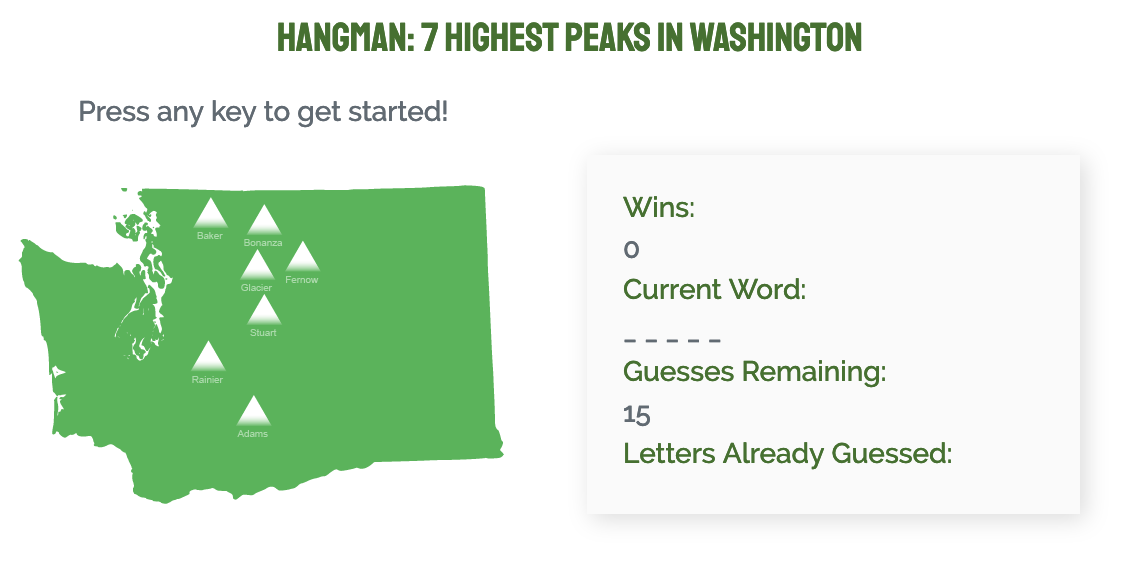 HANGMAN: 7 HIGHEST PEAKS IN WASHINGTON
Press any key to get started!
Baker
Bonanza
Fernow
Glacier
Stuart
Rainier
Adams
Wins:
0
Current Word:
_ _ _ _ _
Guesses Remaining:
15
Letters Already Guessed: